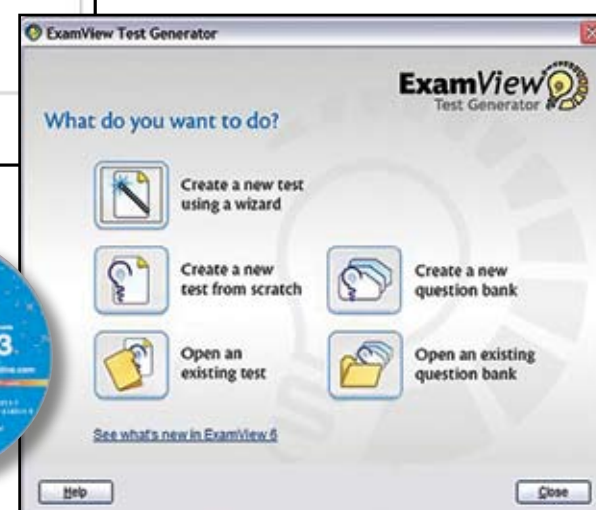 ExamView Test Generator
ExamView
Test Generator
What do you want to do?
Create a new test
using a wizard
Create a new
test from scratch
Create a new
question bank
Open an
existing test
Open an existing
question bank
See what's new in ExamView 6
Help
Close
3